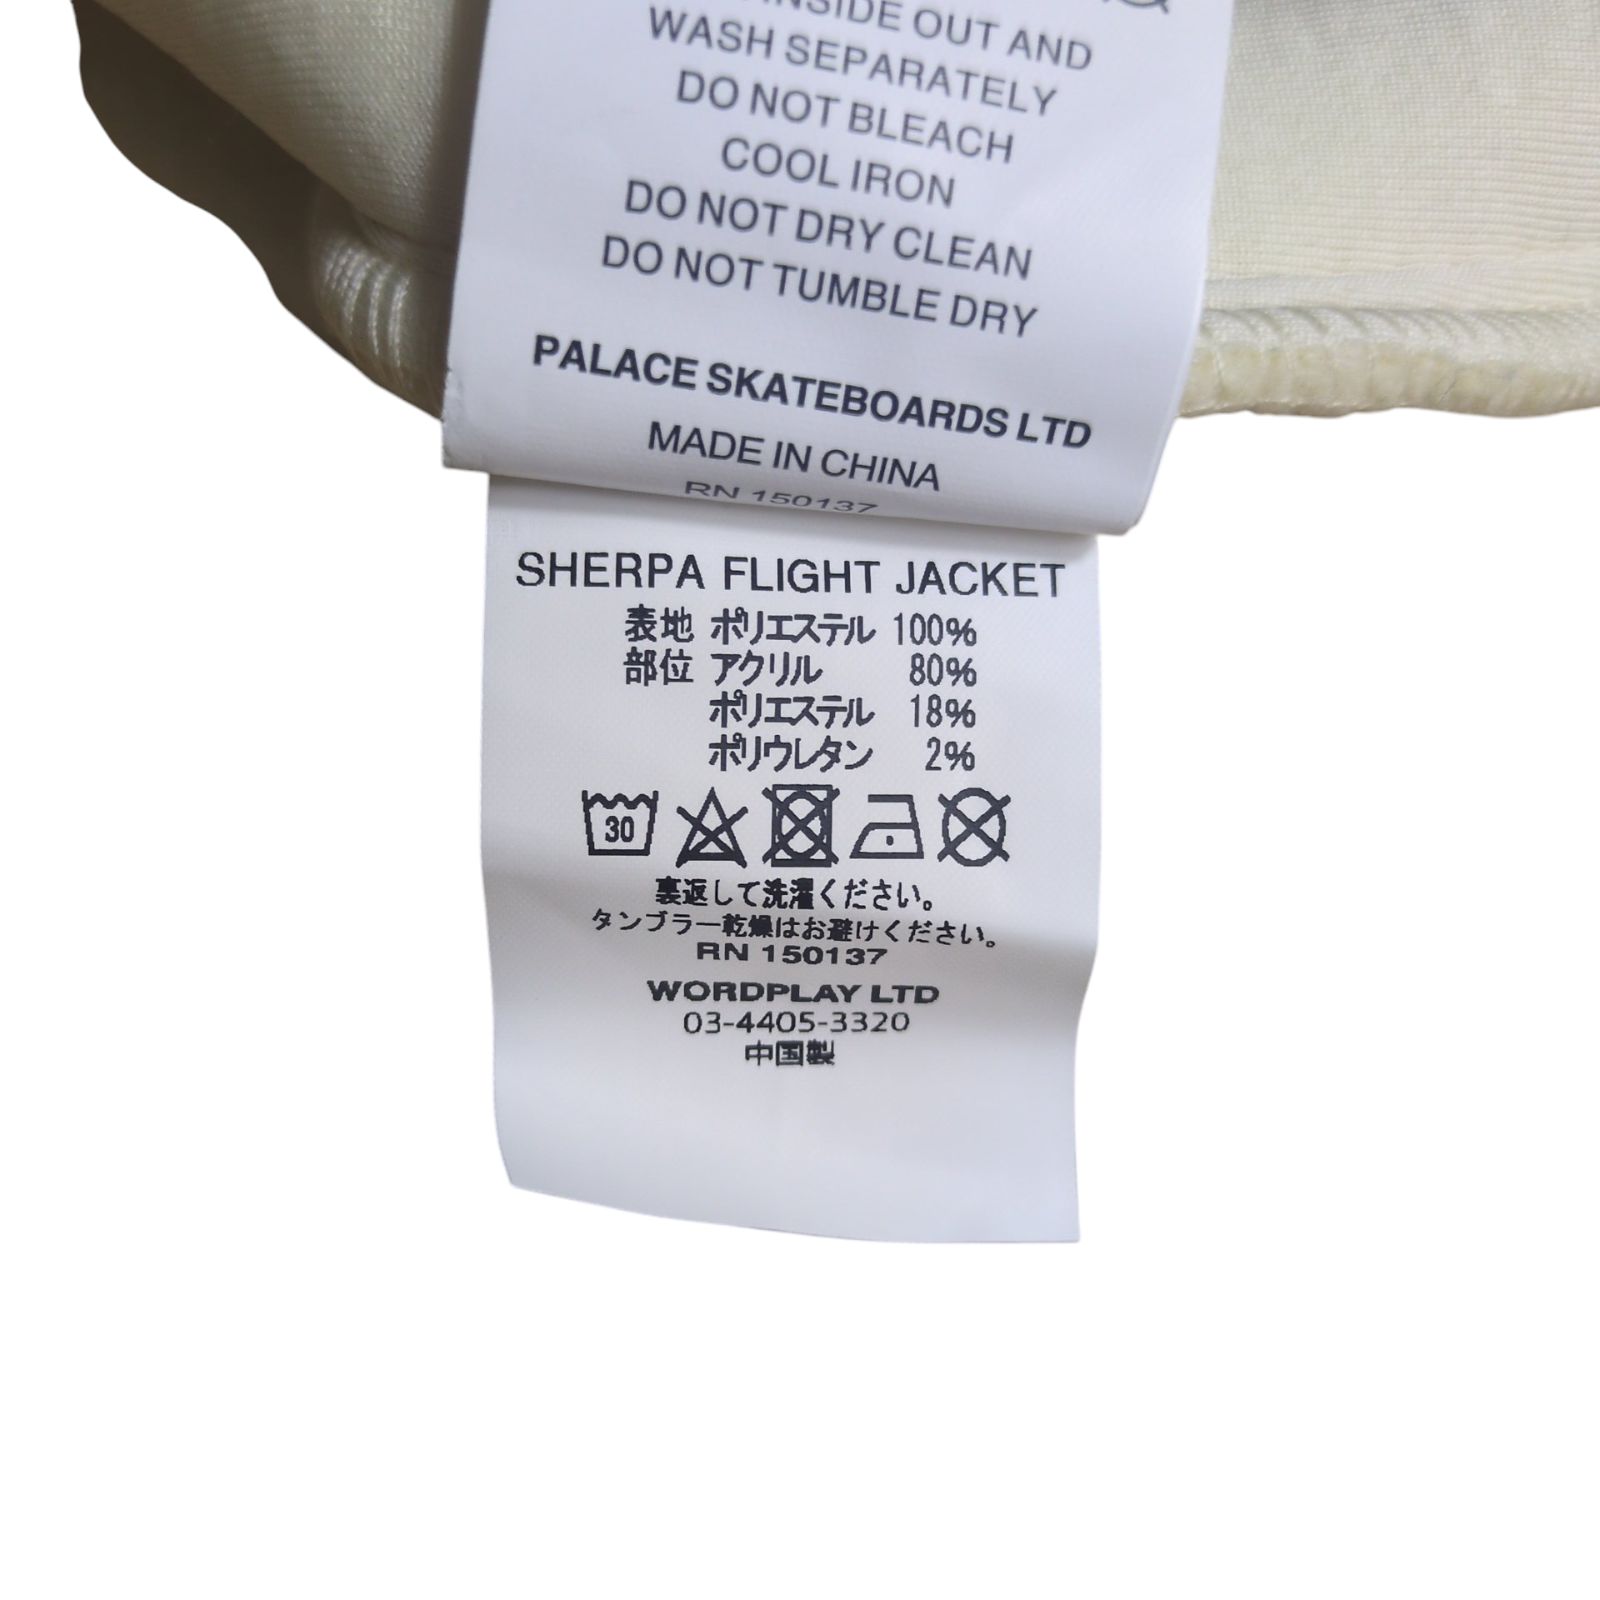 INSIDE OUT AND
WASH SEPARATELY
DO NOT BLEACH
COOL IRON
DO NOT DRY CLEAN
DO NOT TUMBLE DRY
PALACE SKATEBOARDS LTD
MADE IN CHINA
RN 150137
SHERPA FLIGHT JACKET
表地 ポリエステル 100%
部位 アクリル 80%
ポリエステル 18%
ポリウレタン 2%
30
裏返して洗濯ください。
タンブラー乾燥はお避けください。
RN 150137
WORDPLAY LTD
03-4405-3320
中国製